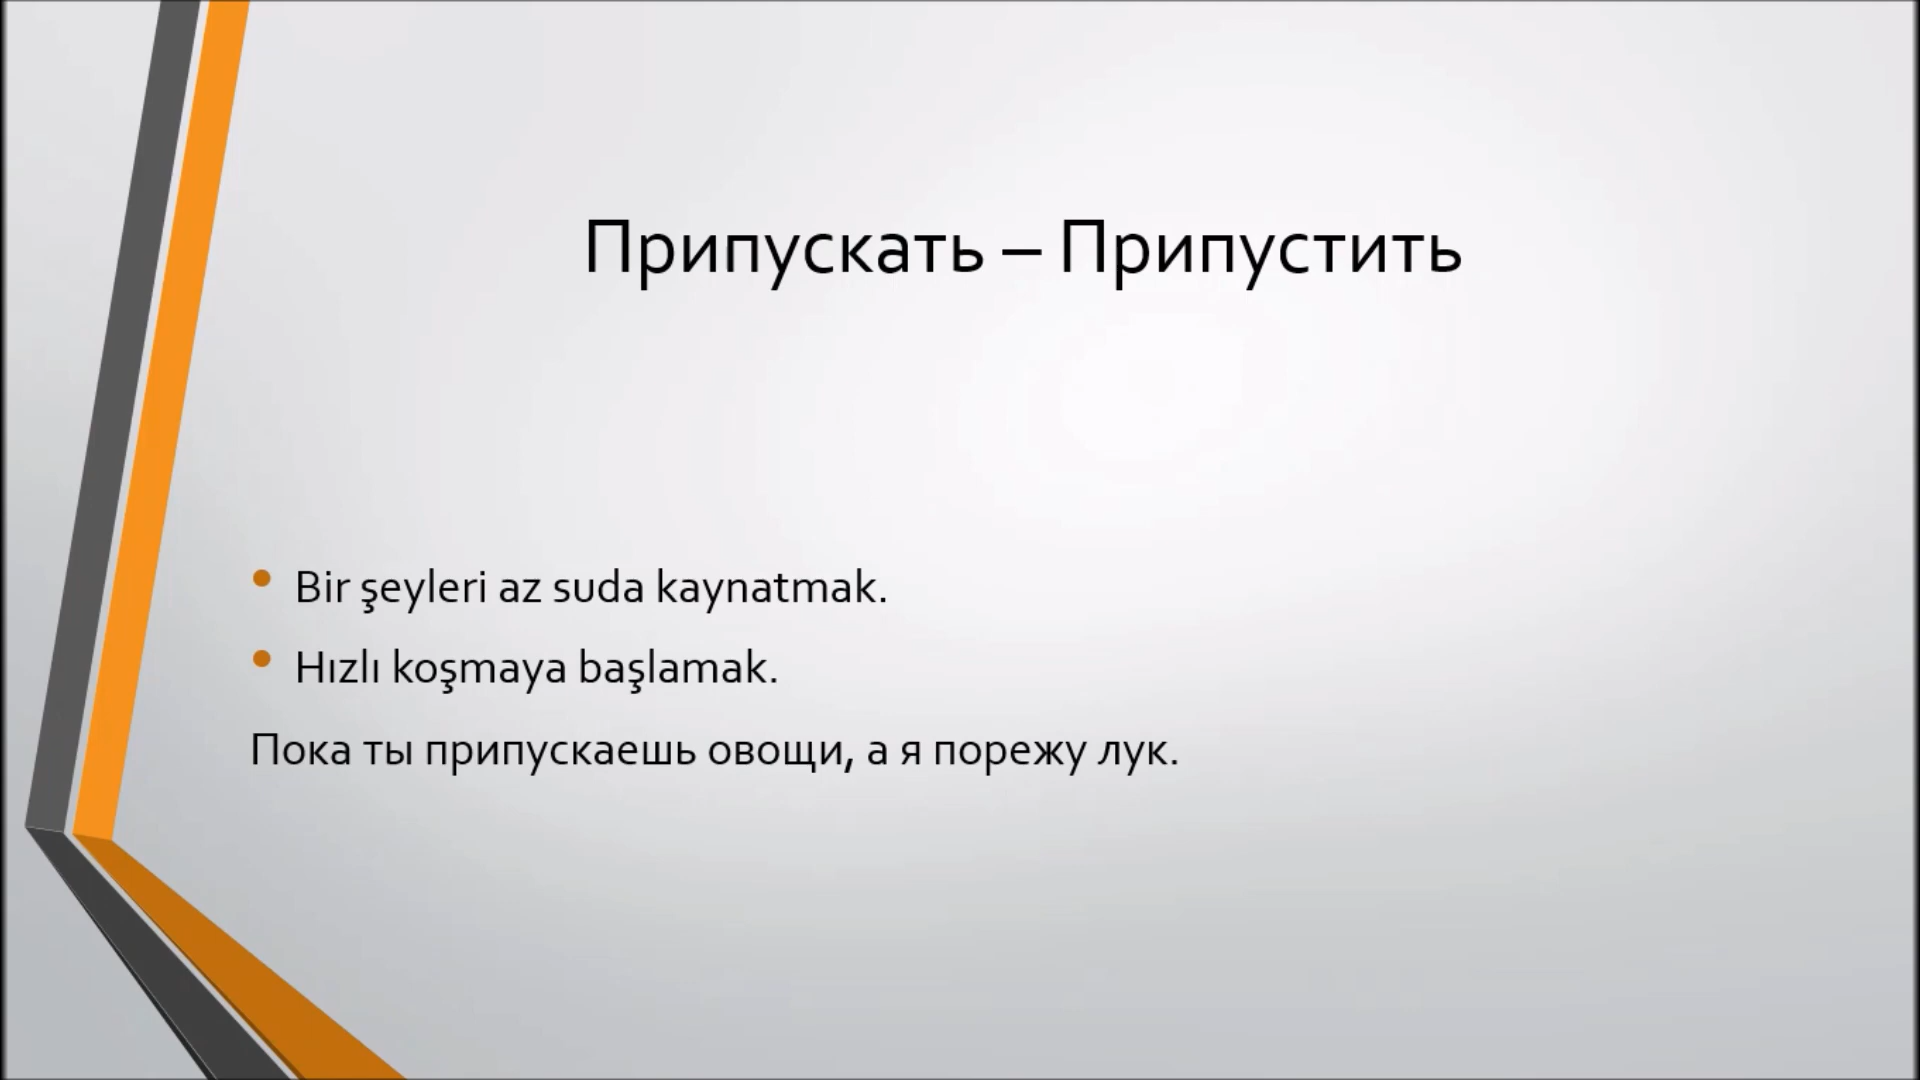 Припускать – Припустить
• Bir şeyleri az suda kaynatmak.
• Hızlı koşmaya başlamak.
Пока ты припускаешь овощи, а я порежу лук.